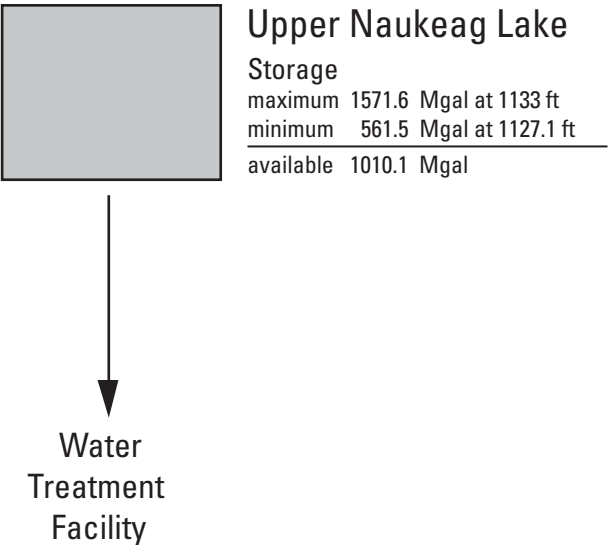 Upper Naukeag Lake
Storage
maximum 1571.6 Mgal at 1133 ft
minimum 561.5 Mgal at 1127.1 ft
available 1010.1 Mgal
Water
Treatment
Facility